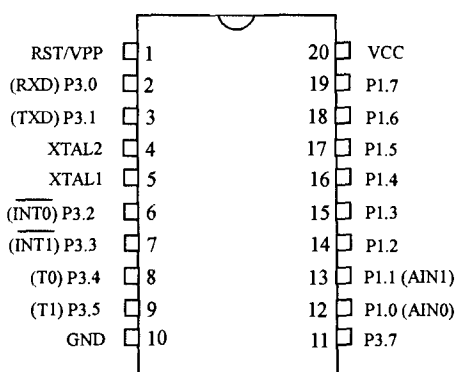 RST/VPP 1 20 VCC
(RXD) P3.0 2 19 P1.7
(TXD) P3.1 3 18 P1.6
XTAL2 4 17 P1.5
XTAL1 5 16 P1.4
(INT0) P3.2 6 15 P1.3
(INT1) P3.3 7 14 P1.2
(T0) P3.4 8 13 P1.1 (AIN1)
(T1) P3.5 9 12 P1.0 (AIN0)
GND 10 11 P3.7